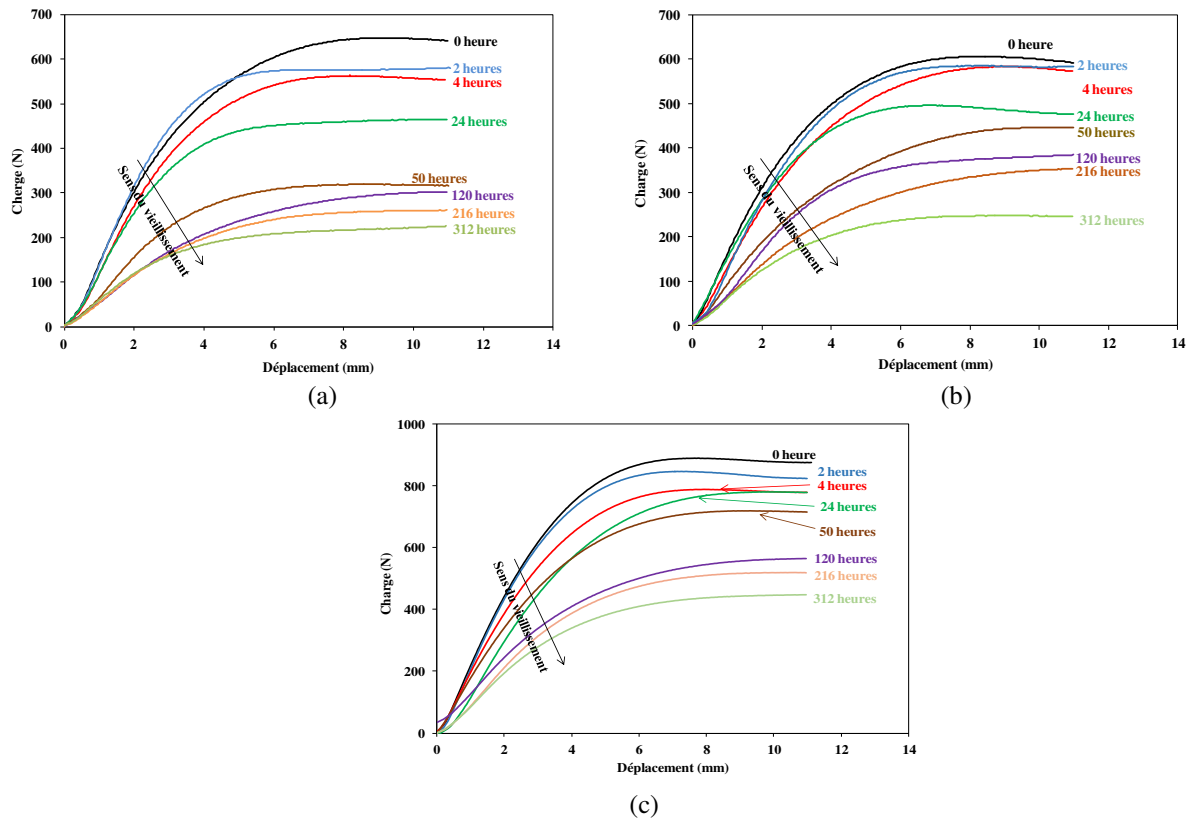 700
600
500
400
300
200
100
0
Cherge (N)
0 2 4 6 8 10 12 14
Déplacement (mm)
0 heure
2 heures
4 heures
24 heures
50 heures
120 heures
216 heures
312 heures
Sens du vieillissement
(a)
700
600
500
400
300
200
100
0
Charge (N)
0 2 4 6 8 10 12 14
Déplacement (mm)
0 heure
2 heures
4 heures
24 heures
50 heures
120 heures
216 heures
312 heures
Sens du vieillissement
(b)
1000
800
600
400
200
0
Charge (N)
0 2 4 6 8 10 12 14
Déplacement (mm)
0 heure
2 heures
4 heures
24 heures
50 heures
120 heures
216 heures
312 heures
Sens du vieillissement
(c)